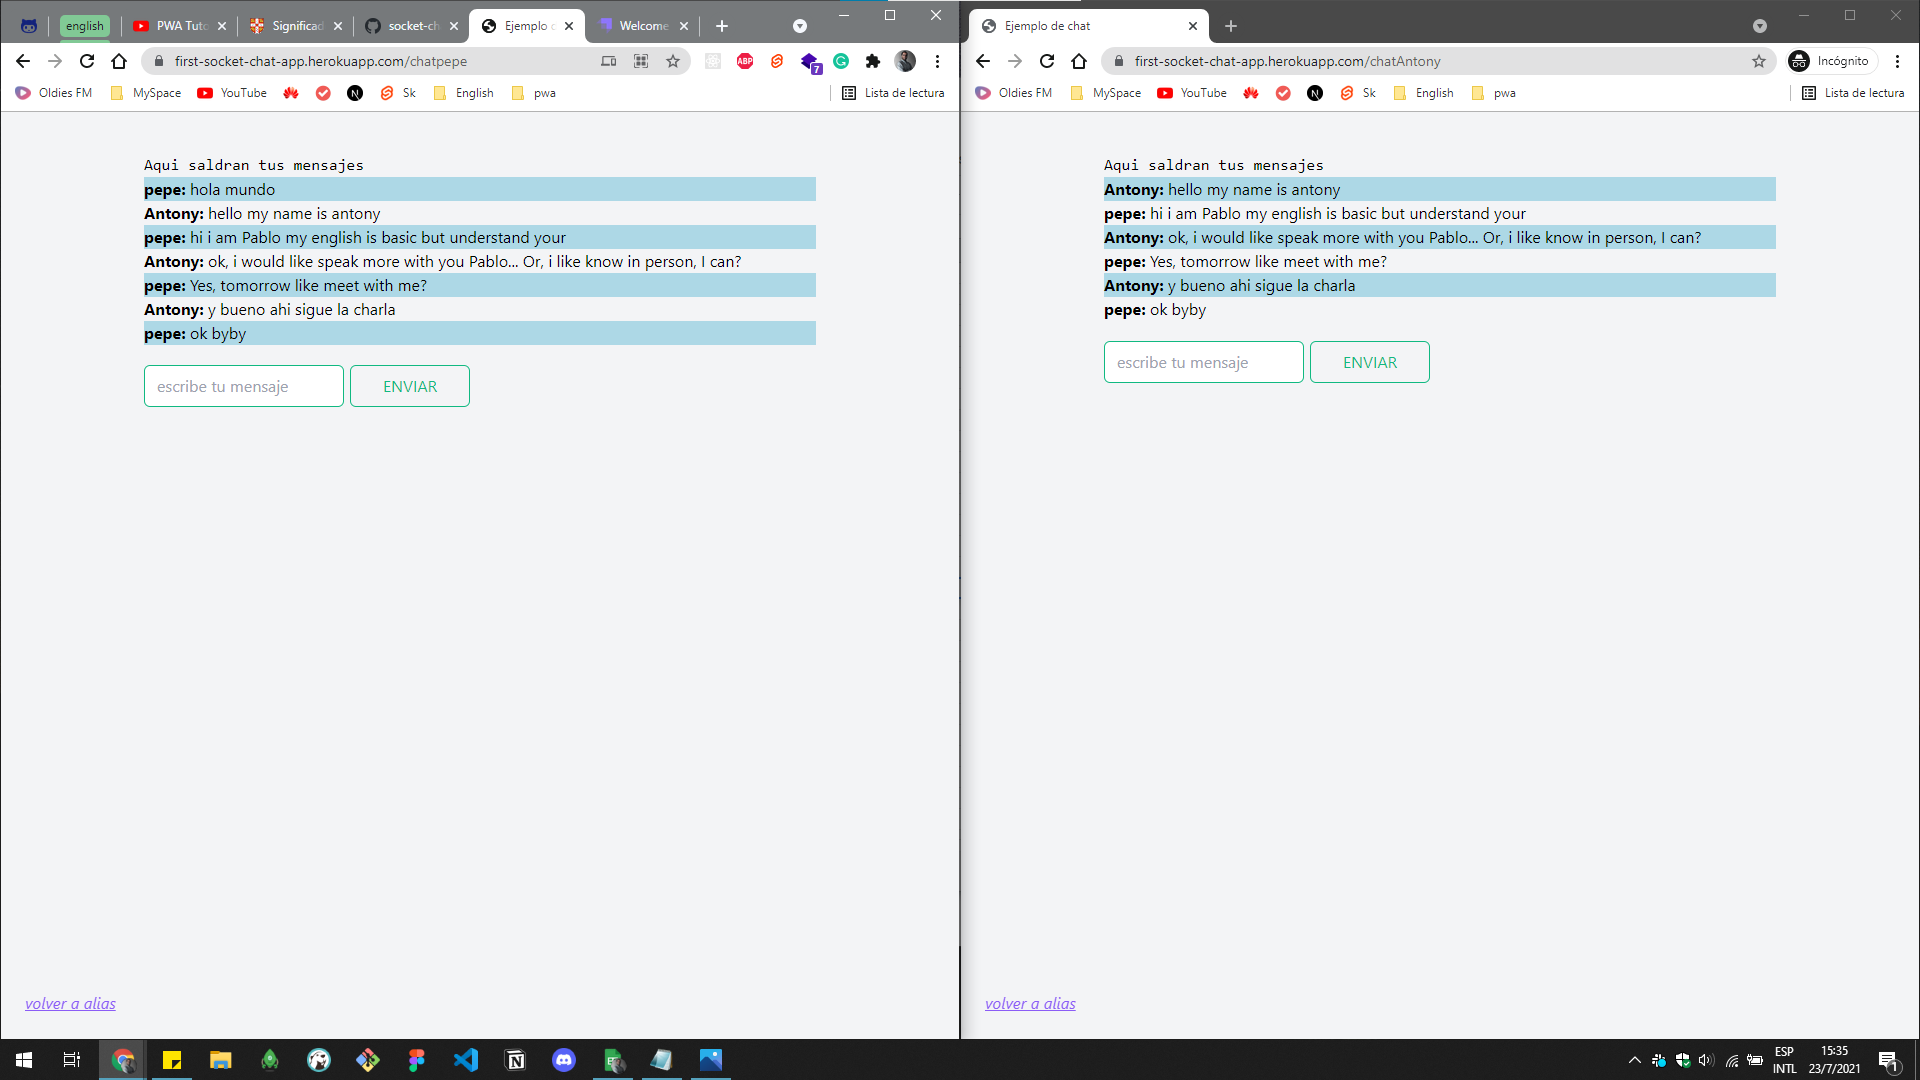 english
PWA Tuto
Significad
socket-ch
Ejemplo c
Welcome
first-socket-chat-app.herokuapp.com/chatpepe
ABP
7
Oldies FM
MySpace
YouTube
N
Sk
English
pwa
Lista de lectura
Aqui saldran tus mensajes
pepe: hola mundo
Antony: hello my name is antony
pepe: hi i am Pablo my english is basic but understand your
Antony: ok, i would like speak more with you Pablo... Or, i like know in person, I can?
pepe: Yes, tomorrow like meet with me?
Antony: y bueno ahi sigue la charla
pepe: ok byby
escribe tu mensaje
ENVIAR
volver a alias
Ejemplo de chat
first-socket-chat-app.herokuapp.com/chatAntony
Incógnito
Oldies FM
MySpace
YouTube
N
Sk
English
pwa
Lista de lectura
Aqui saldran tus mensajes
Antony: hello my name is antony
pepe: hi i am Pablo my english is basic but understand your
Antony: ok, i would like speak more with you Pablo... Or, i like know in person, I can?
pepe: Yes, tomorrow like meet with me?
Antony: y bueno ahi sigue la charla
pepe: ok byby
escribe tu mensaje
ENVIAR
volver a alias
ESP
INTL
15:35
23/7/2021
1